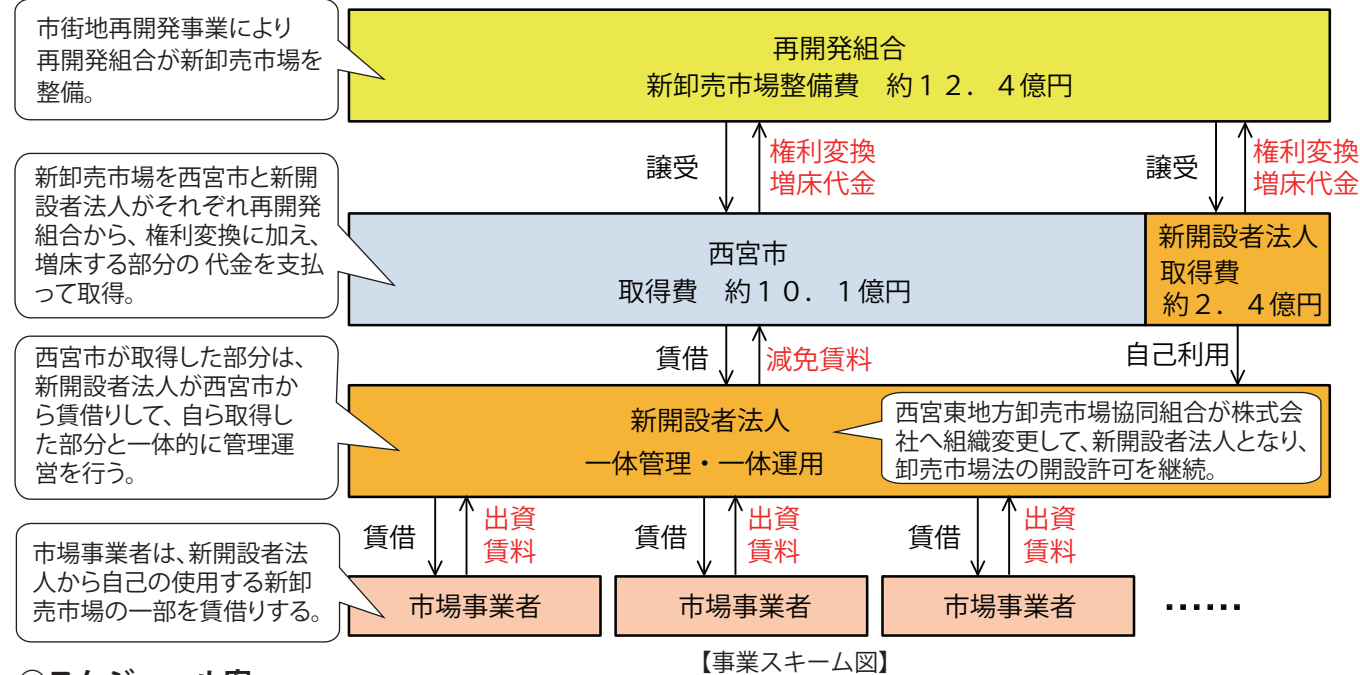 市街地再開発事業により
再開発組合が新卸売市場を
整備。
再開発組合
新卸売市場整備費　約１２．４億円
譲受
権利変換
増床代金
譲受
権利変換
増床代金
新卸売市場を西宮市と新開
設者法人がそれぞれ再開発
組合から、権利変換に加え、
増床する部分の 代金を支払
って取得。
西宮市
取得費　約１０．１億円
新開設者法人
取得費
約２．４億円
賃借
減免賃料
自己利用
西宮市が取得した部分は、
新開設者法人が西宮市か
ら賃借りして、自ら取得し
た部分と一体的に管理運
営を行う。
新開設者法人
一体管理・一体運用
西宮東地方卸売市場協同組合が株式会
社へ組織変更して、新開設者法人となり、
卸売市場法の開設許可を継続。
賃借
出資
賃料
賃借
出資
賃料
賃借
出資
賃料
市場事業者は、新開設者法
人から自己の使用する新卸
売市場の一部を賃借りする。
市場事業者
市場事業者
市場事業者
……
【事業スキーム図】